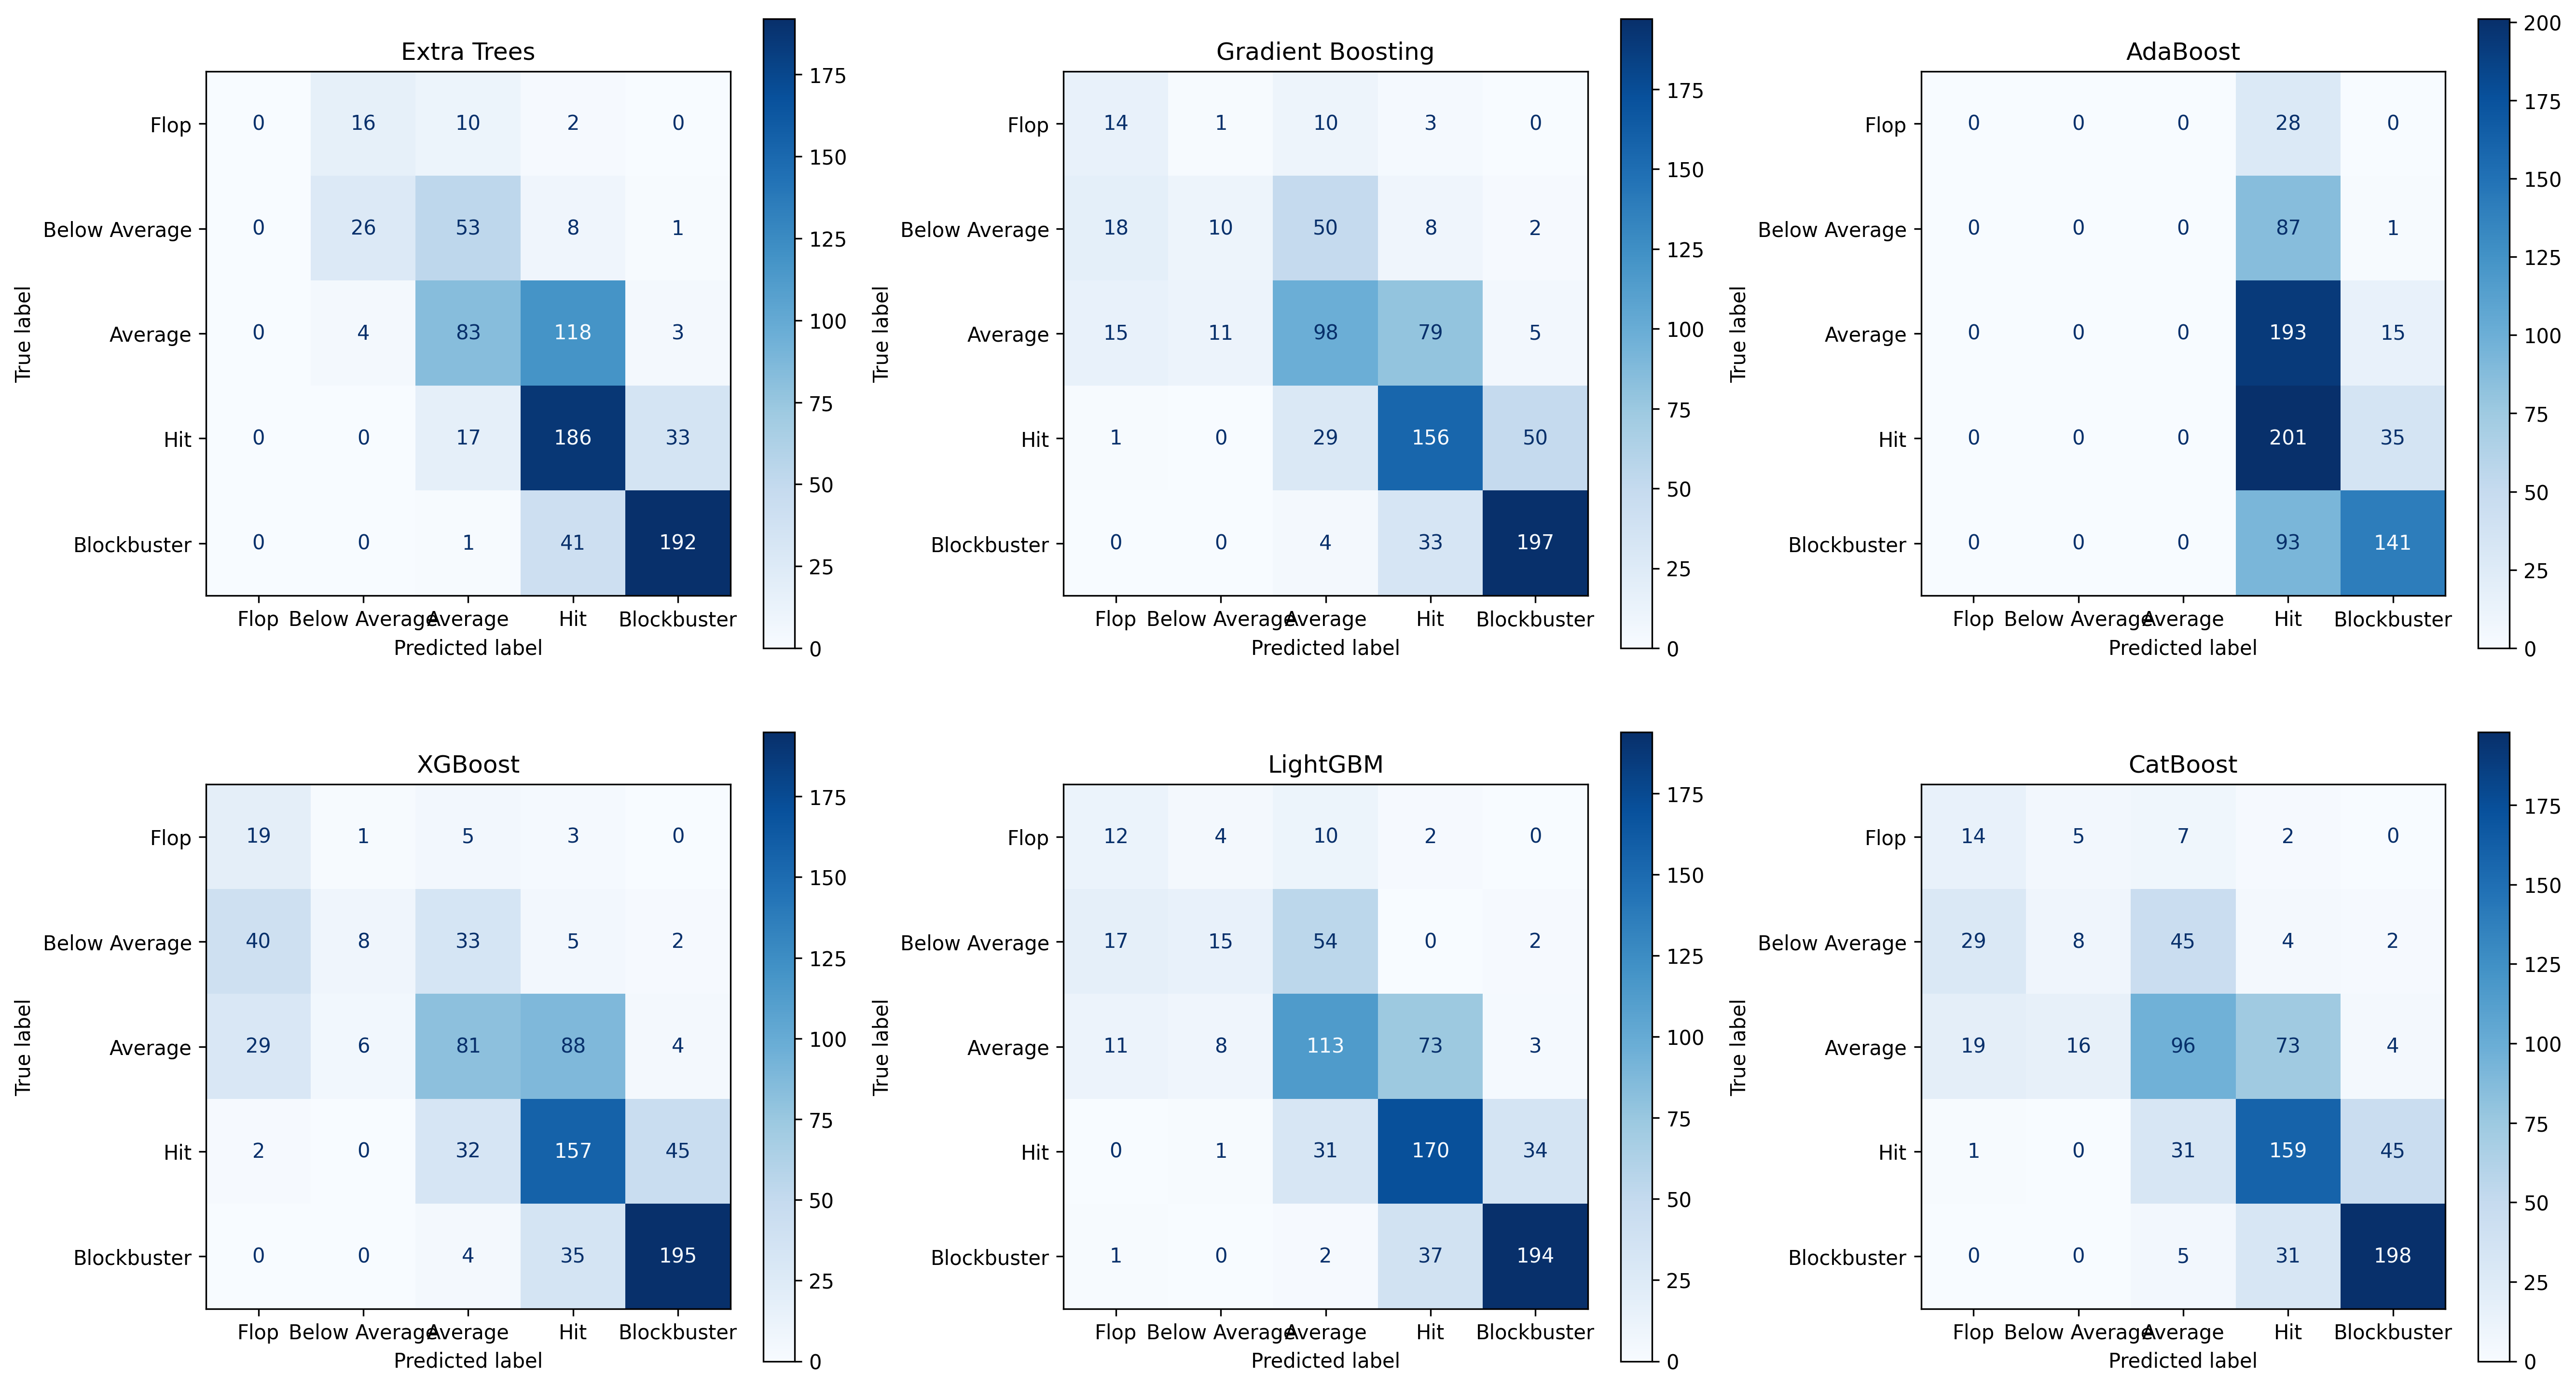 Extra Trees
True label
Flop 0 16 10 2 0
Below Average 0 26 53 8 1
Average 0 4 83 118 3
Hit 0 0 17 186 33
Blockbuster 0 0 1 41 192
Flop Below Average Average Hit Blockbuster
Predicted label
175
150
125
100
75
50
25
0
Gradient Boosting
True label
Flop 14 1 10 3 0
Below Average 18 10 50 8 2
Average 15 11 98 79 5
Hit 1 0 29 156 50
Blockbuster 0 0 4 33 197
Flop Below Average Average Hit Blockbuster
Predicted label
175
150
125
100
75
50
25
0
AdaBoost
True label
Flop 0 0 0 28 0
Below Average 0 0 0 87 1
Average 0 0 0 193 15
Hit 0 0 0 201 35
Blockbuster 0 0 0 93 141
Flop Below Average Average Hit Blockbuster
Predicted label
200
175
150
125
100
75
50
25
0
XGBoost
True label
Flop 19 1 5 3 0
Below Average 40 8 33 5 2
Average 29 6 81 88 4
Hit 2 0 32 157 45
Blockbuster 0 0 4 35 195
Flop Below Average Average Hit Blockbuster
Predicted label
175
150
125
100
75
50
25
0
LightGBM
True label
Flop 12 4 10 2 0
Below Average 17 15 54 0 2
Average 11 8 113 73 3
Hit 0 1 31 170 34
Blockbuster 1 0 2 37 194
Flop Below Average Average Hit Blockbuster
Predicted label
175
150
125
100
75
50
25
0
CatBoost
True label
Flop 14 5 7 2 0
Below Average 29 8 45 4 2
Average 19 16 96 73 4
Hit 1 0 31 159 45
Blockbuster 0 0 5 31 198
Flop Below Average Average Hit Blockbuster
Predicted label
175
150
125
100
75
50
25
0